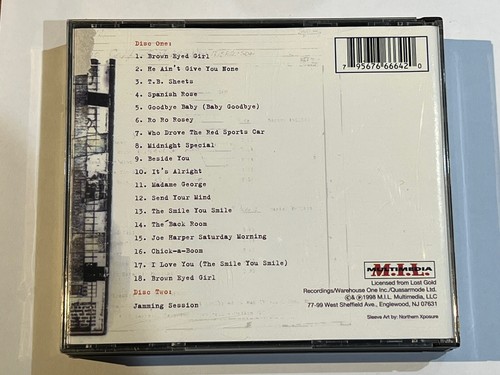 Disc One:
1. Brown Eyed Girl
2. He Ain't Give You None
3. T.B. Sheets
4. Spanish Rose
5. Goodbye Baby (Baby Goodbye)
6. Ro Ro Rosey
7. Who Drove The Red Sports Car
8. Midnight Special
9. Beside You
10. It's Alright
11. Madame George
12. Send Your Mind
13. The Smile You Smile
14. The Back Room
15. Joe Harper Saturday Morning
16. Chick-a-Boom
17. I Love You (The Smile You Smile)
18. Brown Eyed Girl
Disc Two:
Jamming Session
7 95676 66642 0
M.I.L.
MULTIMEDIA
Licensed from Lost Gold
Recordings/Warehouse One Inc./Quasarmode Ltd.
©& ℗1998 M.I.L. Multimedia, LLC
77-99 West Sheffield Ave., Englewood, NJ 07631
Sleeve Art by: Northern Xposure